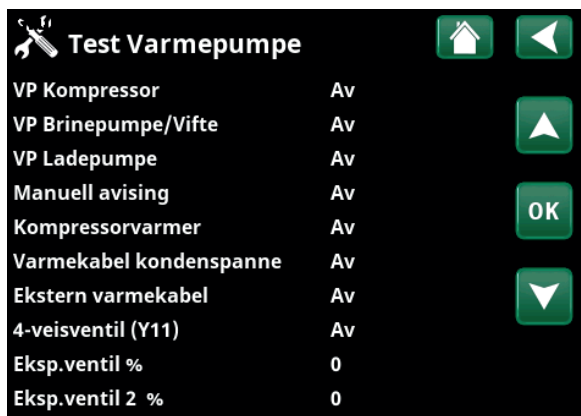 Test Varmepumpe
VP Kompressor Av
VP Brinepumpe/Vifte Av
VP Ladepumpe Av
Manuell avising Av
OK
Kompressorvarmer Av
Varmekabel kondenspanne Av
Ekstern varmekabel Av
4-veisventil (Y11) Av
Eksp.ventil % 0
Eksp.ventil 2 % 0